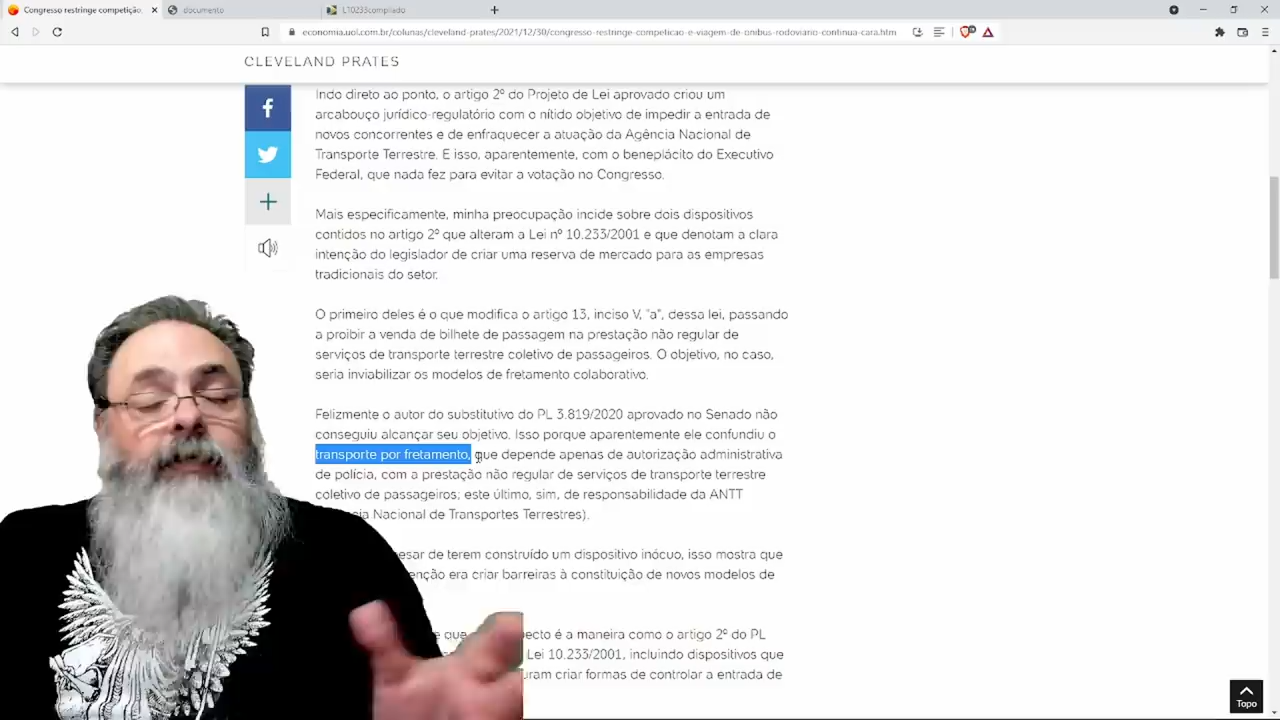 Congresso restringe competição,
documento
L10233compilado
economia.uol.com.br/colunas/cleveland-prates/2021/12/30/congresso-restringe-competicao-e-viagem-de-onibus-rodoviario-continua-cara.htm
CLEVELAND PRATES
Indo direto ao ponto, o artigo 2º do Projeto de Lei aprovado criou um
arcabouço jurídico-regulatório com o nítido objetivo de impedir a entrada de
novos concorrentes e de enfraquecer a atuação da Agência Nacional de
Transporte Terrestre. E isso, aparentemente, com o beneplácito do Executivo
Federal, que nada fez para evitar a votação no Congresso.
Mais especificamente, minha preocupação incide sobre dois dispositivos
contidos no artigo 2º que alteram a Lei nº 10.233/2001 e que denotam a clara
intenção do legislador de criar uma reserva de mercado para as empresas
tradicionais do setor.
O primeiro deles é o que modifica o artigo 13, inciso V, "a", dessa lei, passando
a proibir a venda de bilhete de passagem na prestação não regular de
serviços de transporte terrestre coletivo de passageiros. O objetivo, no caso,
seria inviabilizar os modelos de fretamento colaborativo.
Felizmente o autor do substitutivo do PL 3.819/2020 aprovado no Senado não
conseguiu alcançar seu objetivo. Isso porque aparentemente ele confundiu o
transporte por fretamento, que depende apenas de autorização administrativa
de polícia, com a prestação não regular de serviços de transporte terrestre
coletivo de passageiros; este último, sim, de responsabilidade da ANTT
Nacional de Transportes Terrestres).
de terem construído um dispositivo inócuo, isso mostra que
era criar barreiras à constituição de novos modelos de
que é a maneira como o artigo 2º do PL
Lei 10.233/2001, incluindo dispositivos que
criar formas de controlar a entrada de
Topo